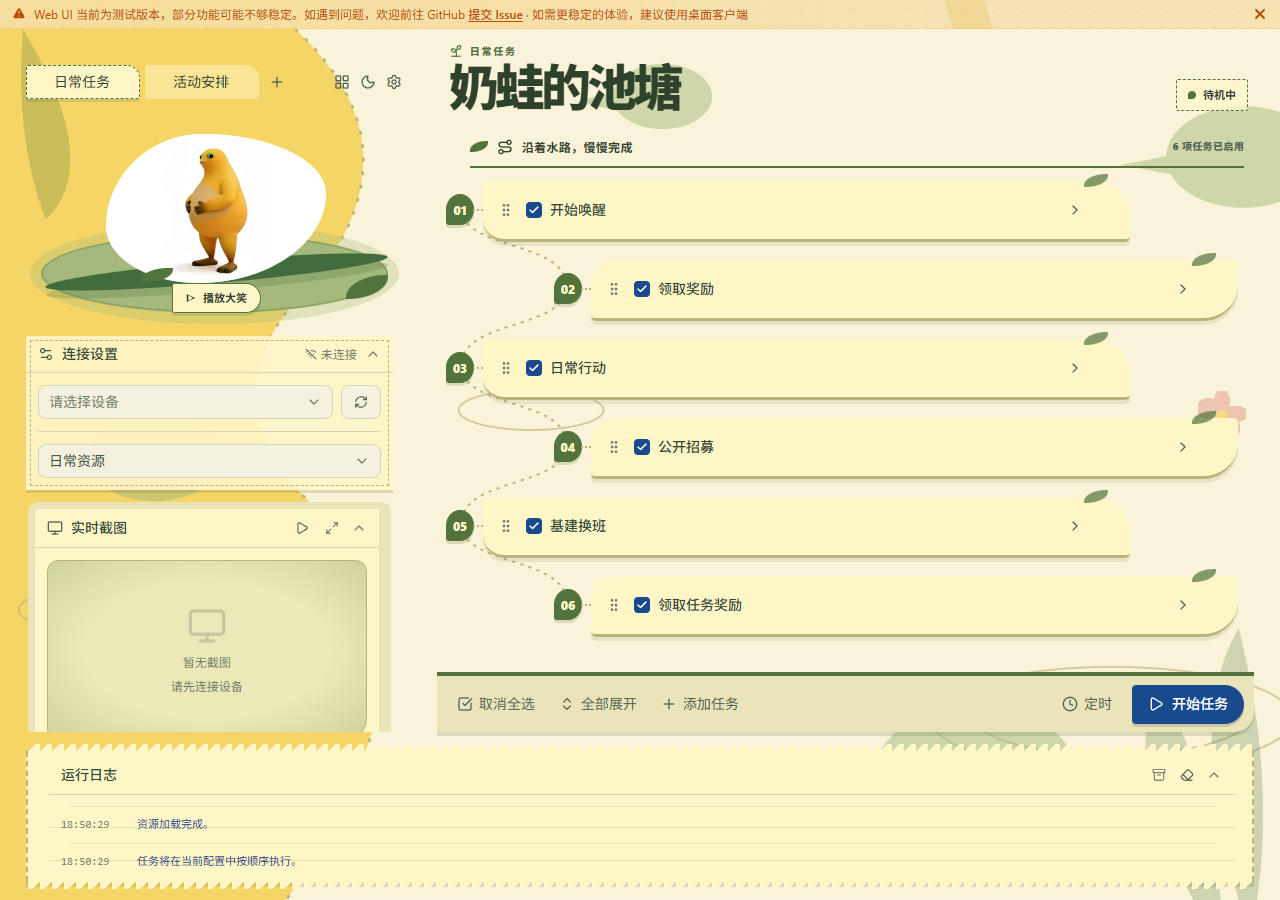 Web UI 当前为测试版本，部分功能可能不够稳定。如遇到问题，欢迎前往 GitHub 提交 Issue · 如需更稳定的体验，建议使用桌面客户端
日常任务
活动安排
日常任务
奶蛙的池塘
待机中
沿着水路，慢慢完成
6 项任务已启用
播放大笑
01 开始唤醒
02 领取奖励
03 日常行动
04 公开招募
05 基建换班
06 领取任务奖励
连接设置
未连接
请选择设备
日常资源
实时截图
暂无截图
请先连接设备
取消全选
全部展开
添加任务
定时
开始任务
运行日志
18:50:29 资源加载完成。
18:50:29 任务将在当前配置中按顺序执行。